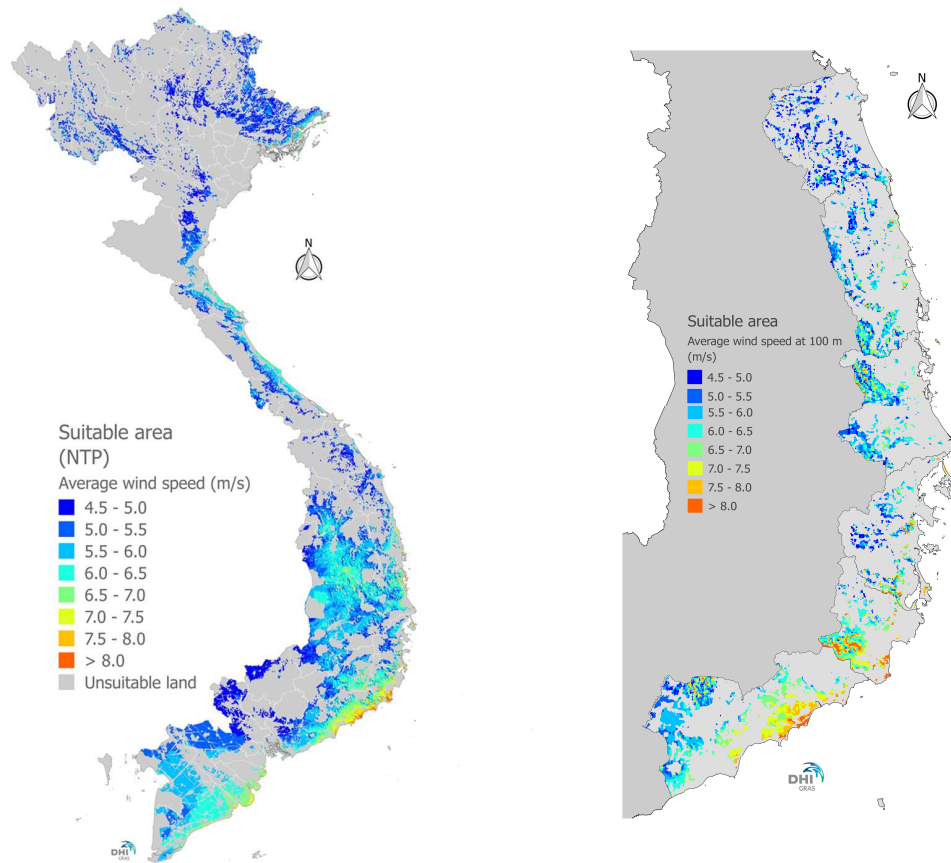 N
Suitable area
(NTP)
Average wind speed (m/s)
4.5 - 5.0
5.0 - 5.5
5.5 - 6.0
6.0 - 6.5
6.5 - 7.0
7.0 - 7.5
7.5 - 8.0
> 8.0
Unsuitable land
DHI
GRAS
N
Suitable area
Average wind speed at 100 m
(m/s)
4.5 - 5.0
5.0 - 5.5
5.5 - 6.0
6.0 - 6.5
6.5 - 7.0
7.0 - 7.5
7.5 - 8.0
> 8.0
DHI
GRAS